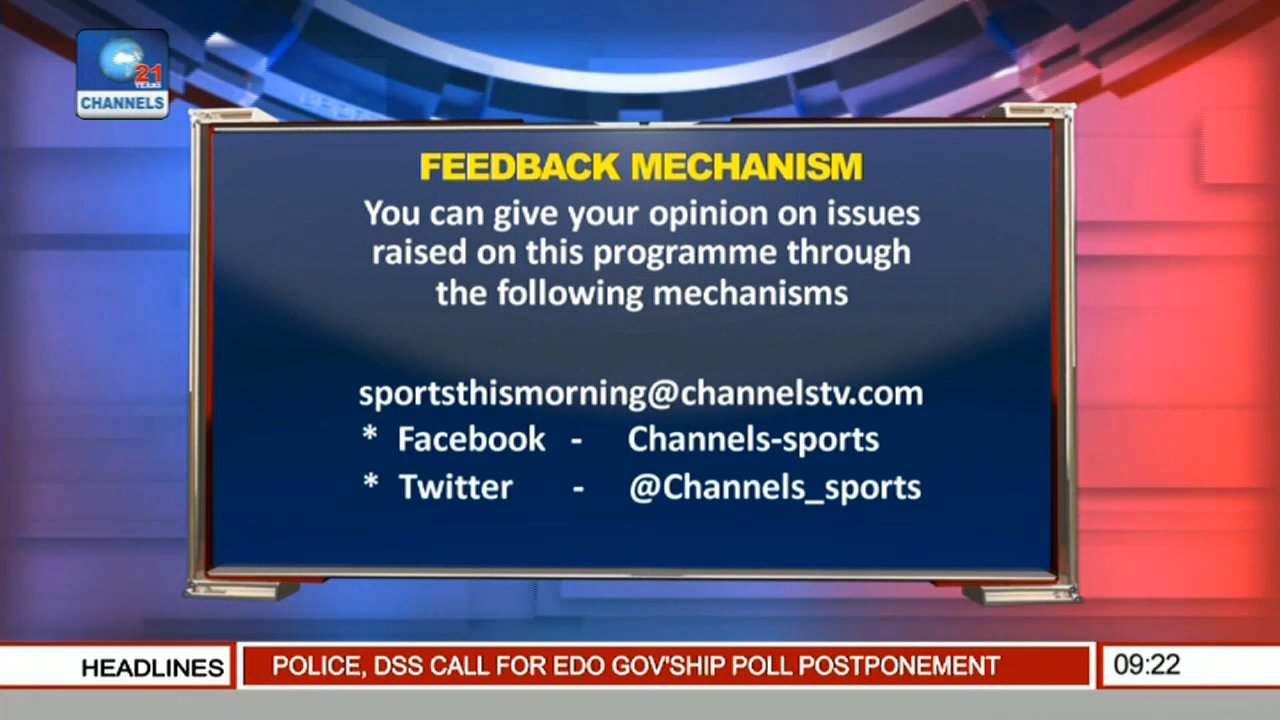 21
YEARS
CHANNELS
FEEDBACK MECHANISM
You can give your opinion on issues
raised on this programme through
the following mechanisms
sportsthismorning@channelstv.com
* Facebook - Channels-sports
* Twitter - @Channels_sports
HEADLINES POLICE, DSS CALL FOR EDO GOV'SHIP POLL POSTPONEMENT 09:22